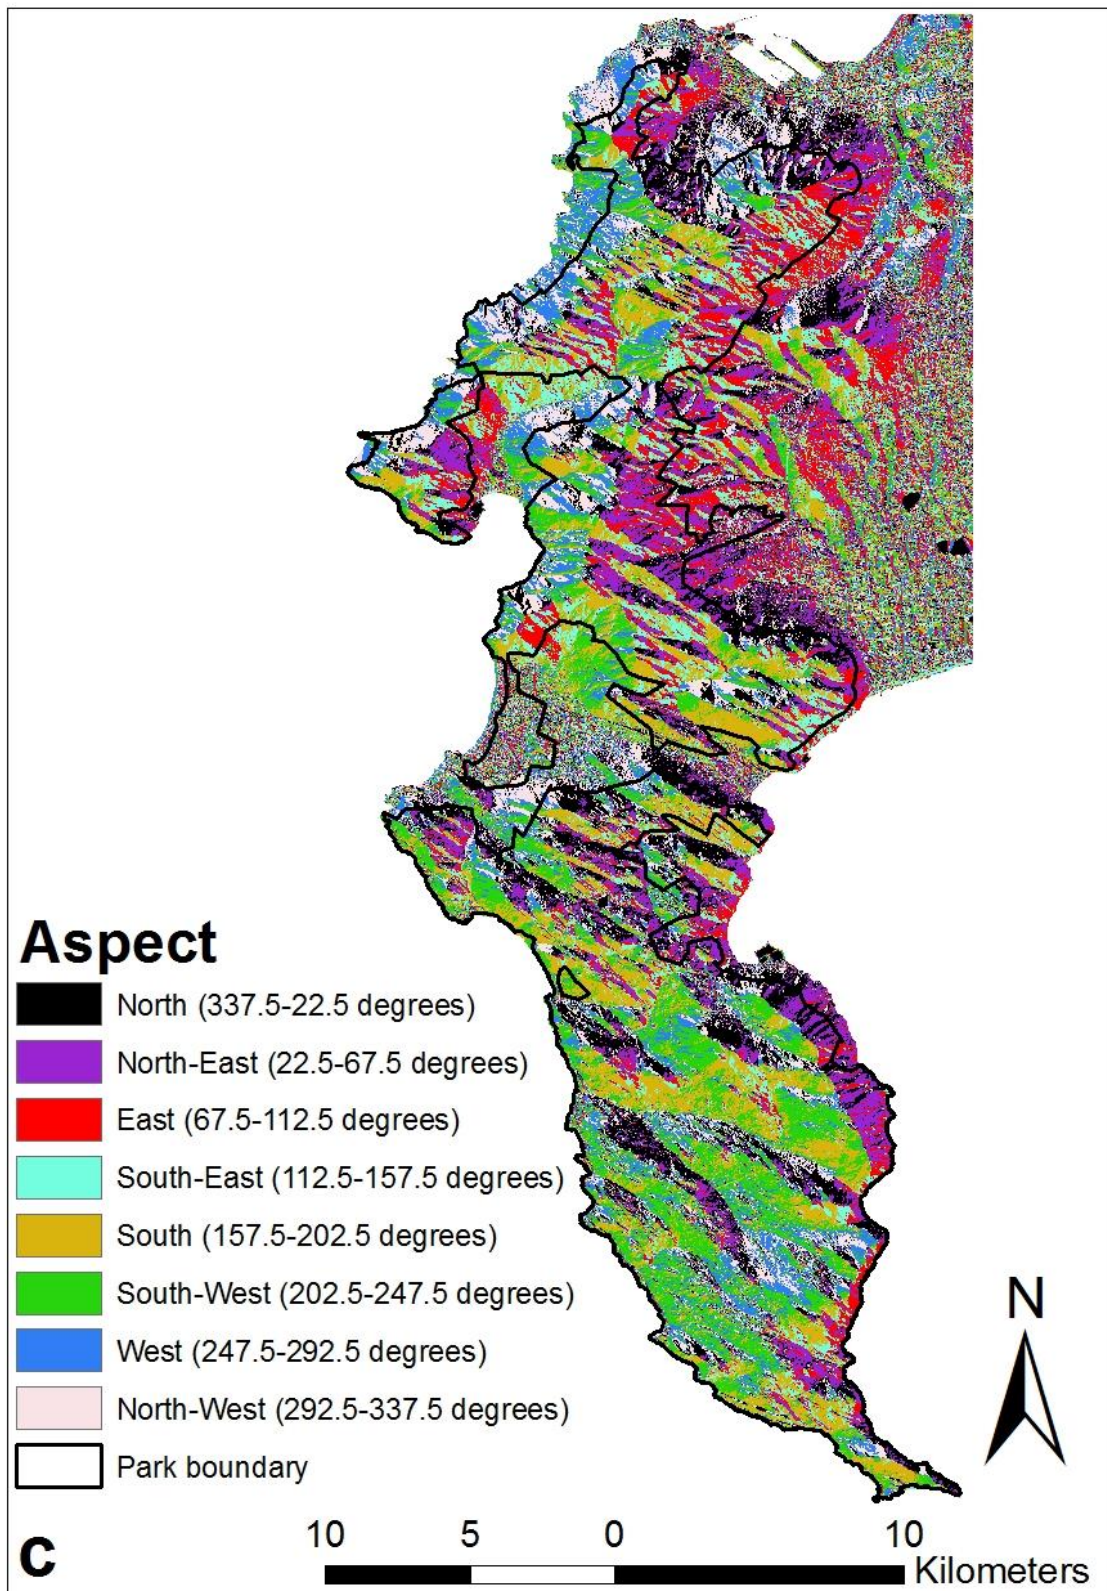 Aspect
North (337.5-22.5 degrees)
North-East (22.5-67.5 degrees)
East (67.5-112.5 degrees)
South-East (112.5-157.5 degrees)
South (157.5-202.5 degrees)
South-West (202.5-247.5 degrees)
West (247.5-292.5 degrees)
North-West (292.5-337.5 degrees)
Park boundary
N
c
10 5 0 10
Kilometers